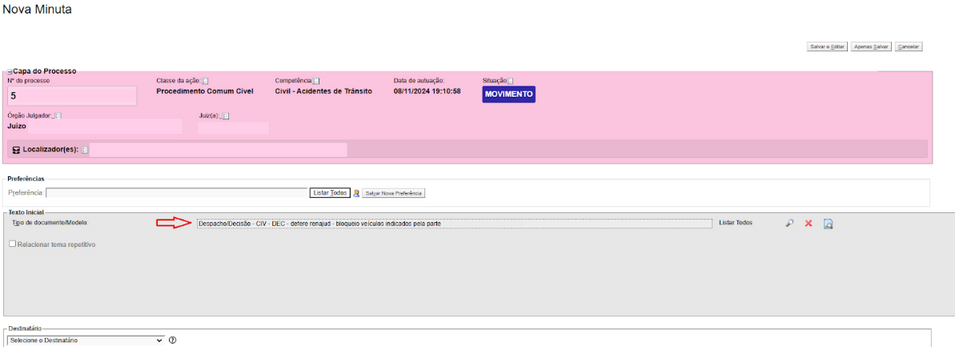 Nova Minuta
Salvar e Editar Apenas Salvar Cancelar
Capa do Processo
Nº do processo Classe da ação: Competência Data de autuação: Situação
5 Procedimento Comum Cível Civil - Acidentes de Trânsito 08/11/2024 19:10:58 MOVIMENTO
Órgão Julgador: Juiz(a):
Juízo
Localizador(es):
Preferências
Preferência: Listar Todos Salvar Nova Preferência
Texto Inicial
Tipo de documento/Modelo: Despacho/Decisão - CIV - DEC - defere renajud - bloqueio veículos indicados pela parte Listar Todos
Relacionar tema repetitivo
Destinatário
Selecione o Destinatário